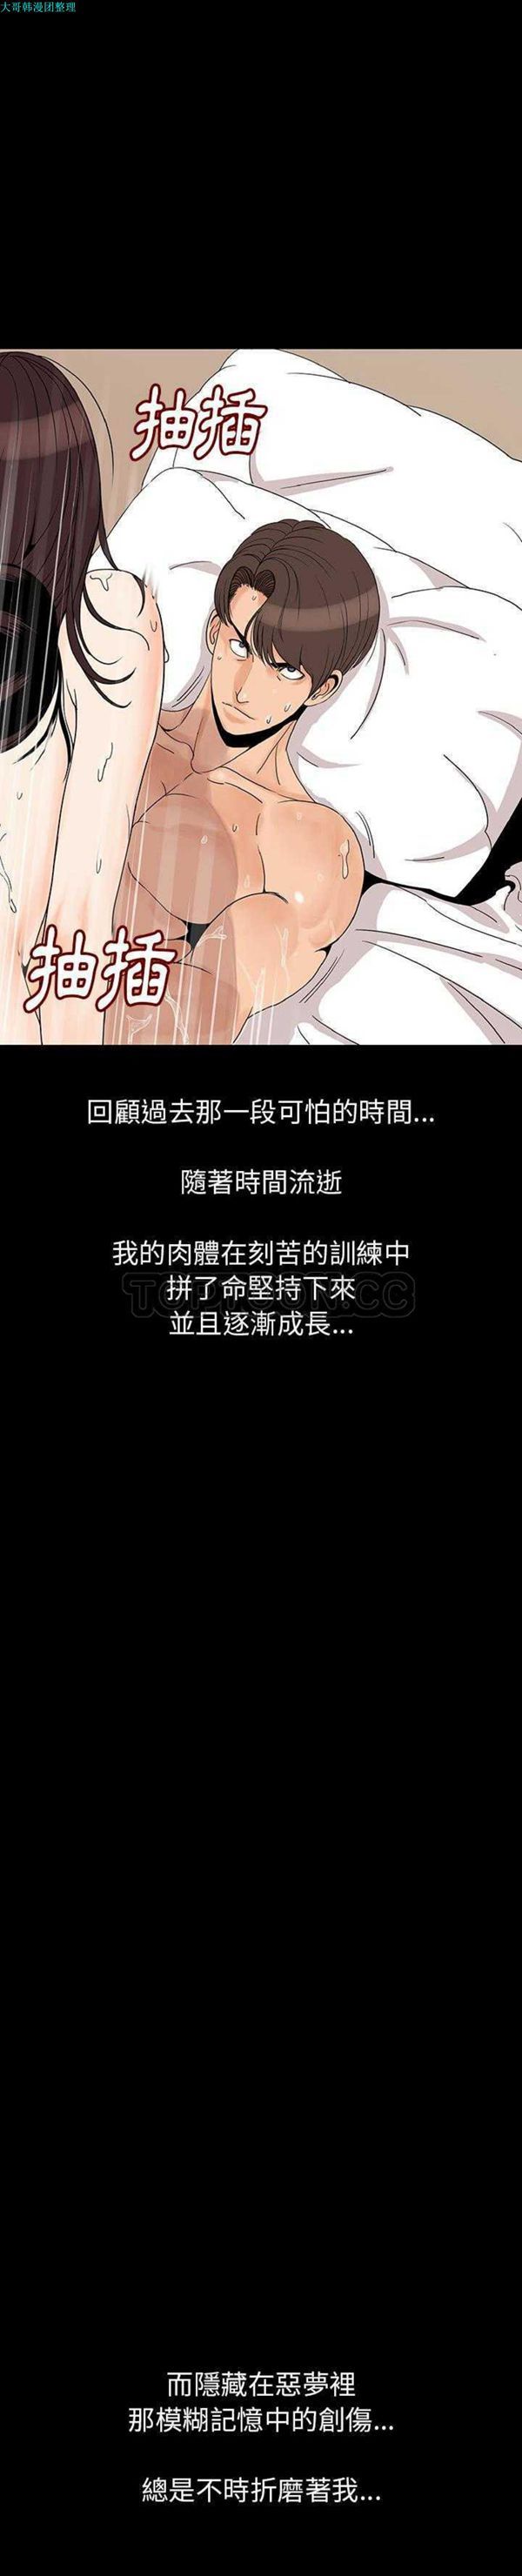 大哥韩漫团整理
抽插
抽插
回顧過去那一段可怕的時間...
隨著時間流逝
我的肉體在刻苦的訓練中
拼了命堅持下來
TOPTOON.CC
並且逐漸成長...
而隱藏在惡夢裡
那模糊記憶中的創傷...
總是不時折磨著我...